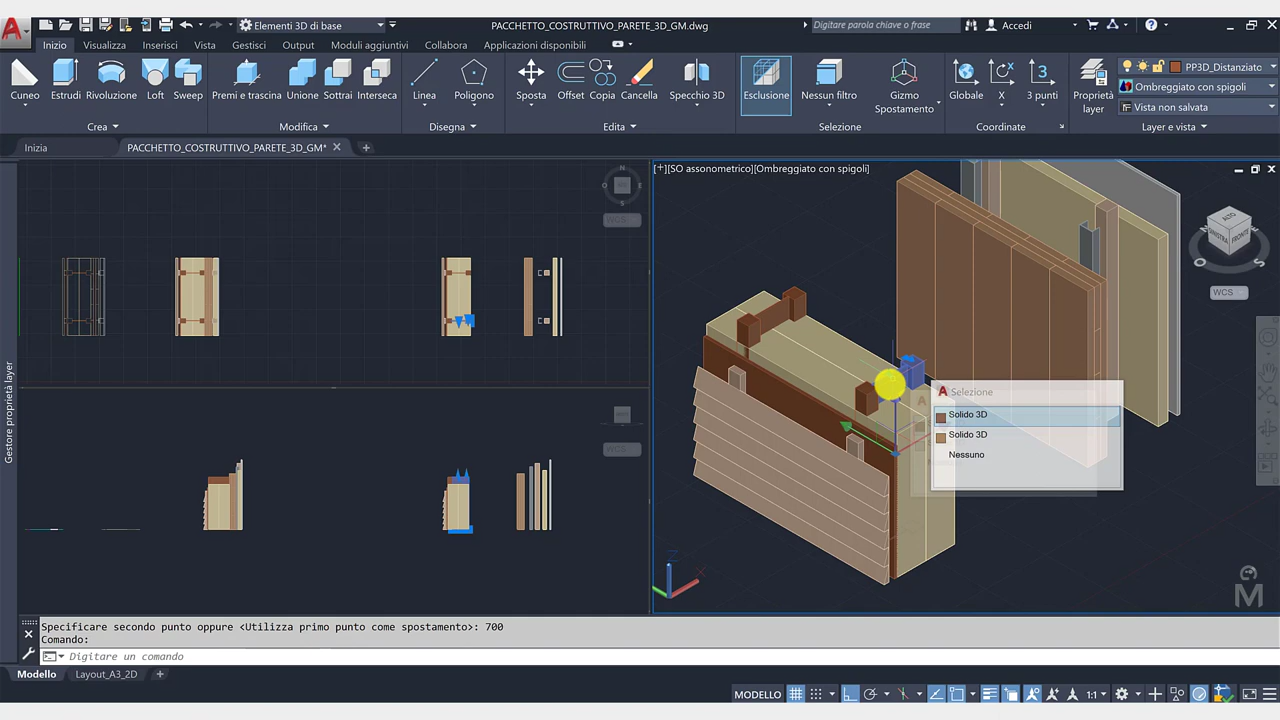 Elementi 3D di base
PACCHETTO_COSTRUTTIVO_PARETE_3D_GM.dwg
Digitare parola chiave o frase
Accedi
Inizio Visualizza Inserisci Vista Gestisci Output Moduli aggiuntivi Collabora Applicazioni disponibili
Cuneo Estrudi Rivoluzione Loft Sweep Premi e trascina Unione Sottrai Interseca Linea Poligono Sposta Offset Copia Cancella Specchio 3D Esclusione Nessun filtro Gizmo Spostamento Globale X 3 punti Proprietà layer
PP3D_Distanziato
Ombreggiato con spigoli
Vista non salvata
Crea Modifica Disegna Edita Selezione Coordinate Layer e vista
Inizia PACCHETTO_COSTRUTTIVO_PARETE_3D_GM*
[+][SO assonometrico][Ombreggiato con spigoli]
N
O E
S
WCS
ALTO
SINISTRA FRONTE
O S
WCS
Gestore proprietà layer
Selezione
Solido 3D
Solido 3D
Nessuno
WCS
Z
X
M
Specificare secondo punto oppure <Utilizza primo punto come spostamento>: 700
Comando:
Digitare un comando
Modello Layout_A3_2D
MODELLO 1:1